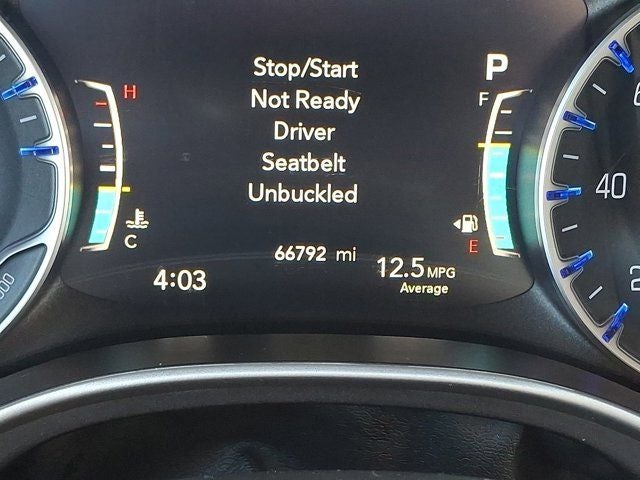 Stop/Start
Not Ready
Driver
Seatbelt
Unbuckled
P
H
C
F
E
66792 mi
4:03
12.5 MPG
Average
40